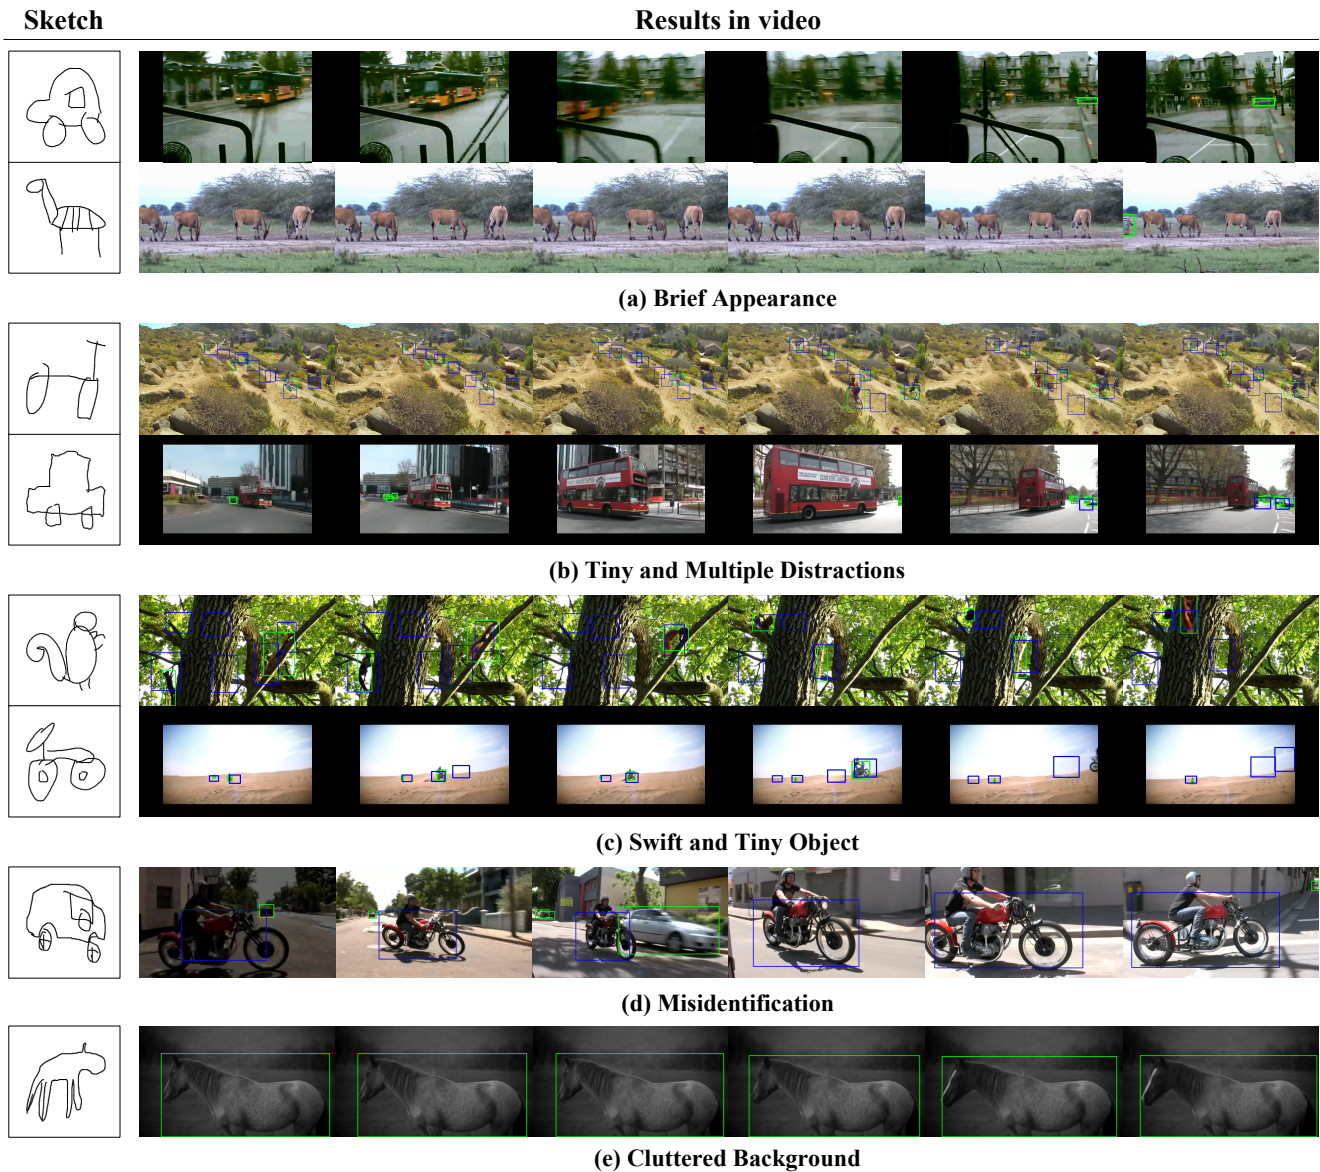 Sketch Results in video
(a) Brief Appearance
(b) Tiny and Multiple Distractions
(c) Swift and Tiny Object
(d) Misidentification
(e) Cluttered Background